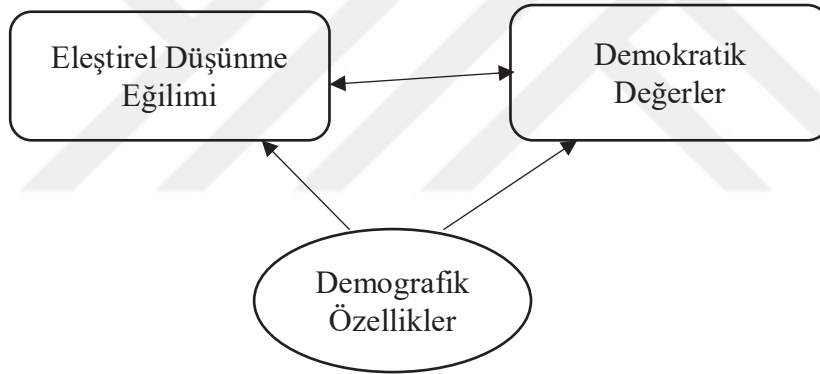 Eleştirel Düşünme
Eğilimi
Demokratik
Değerler
Demografik
Özellikler